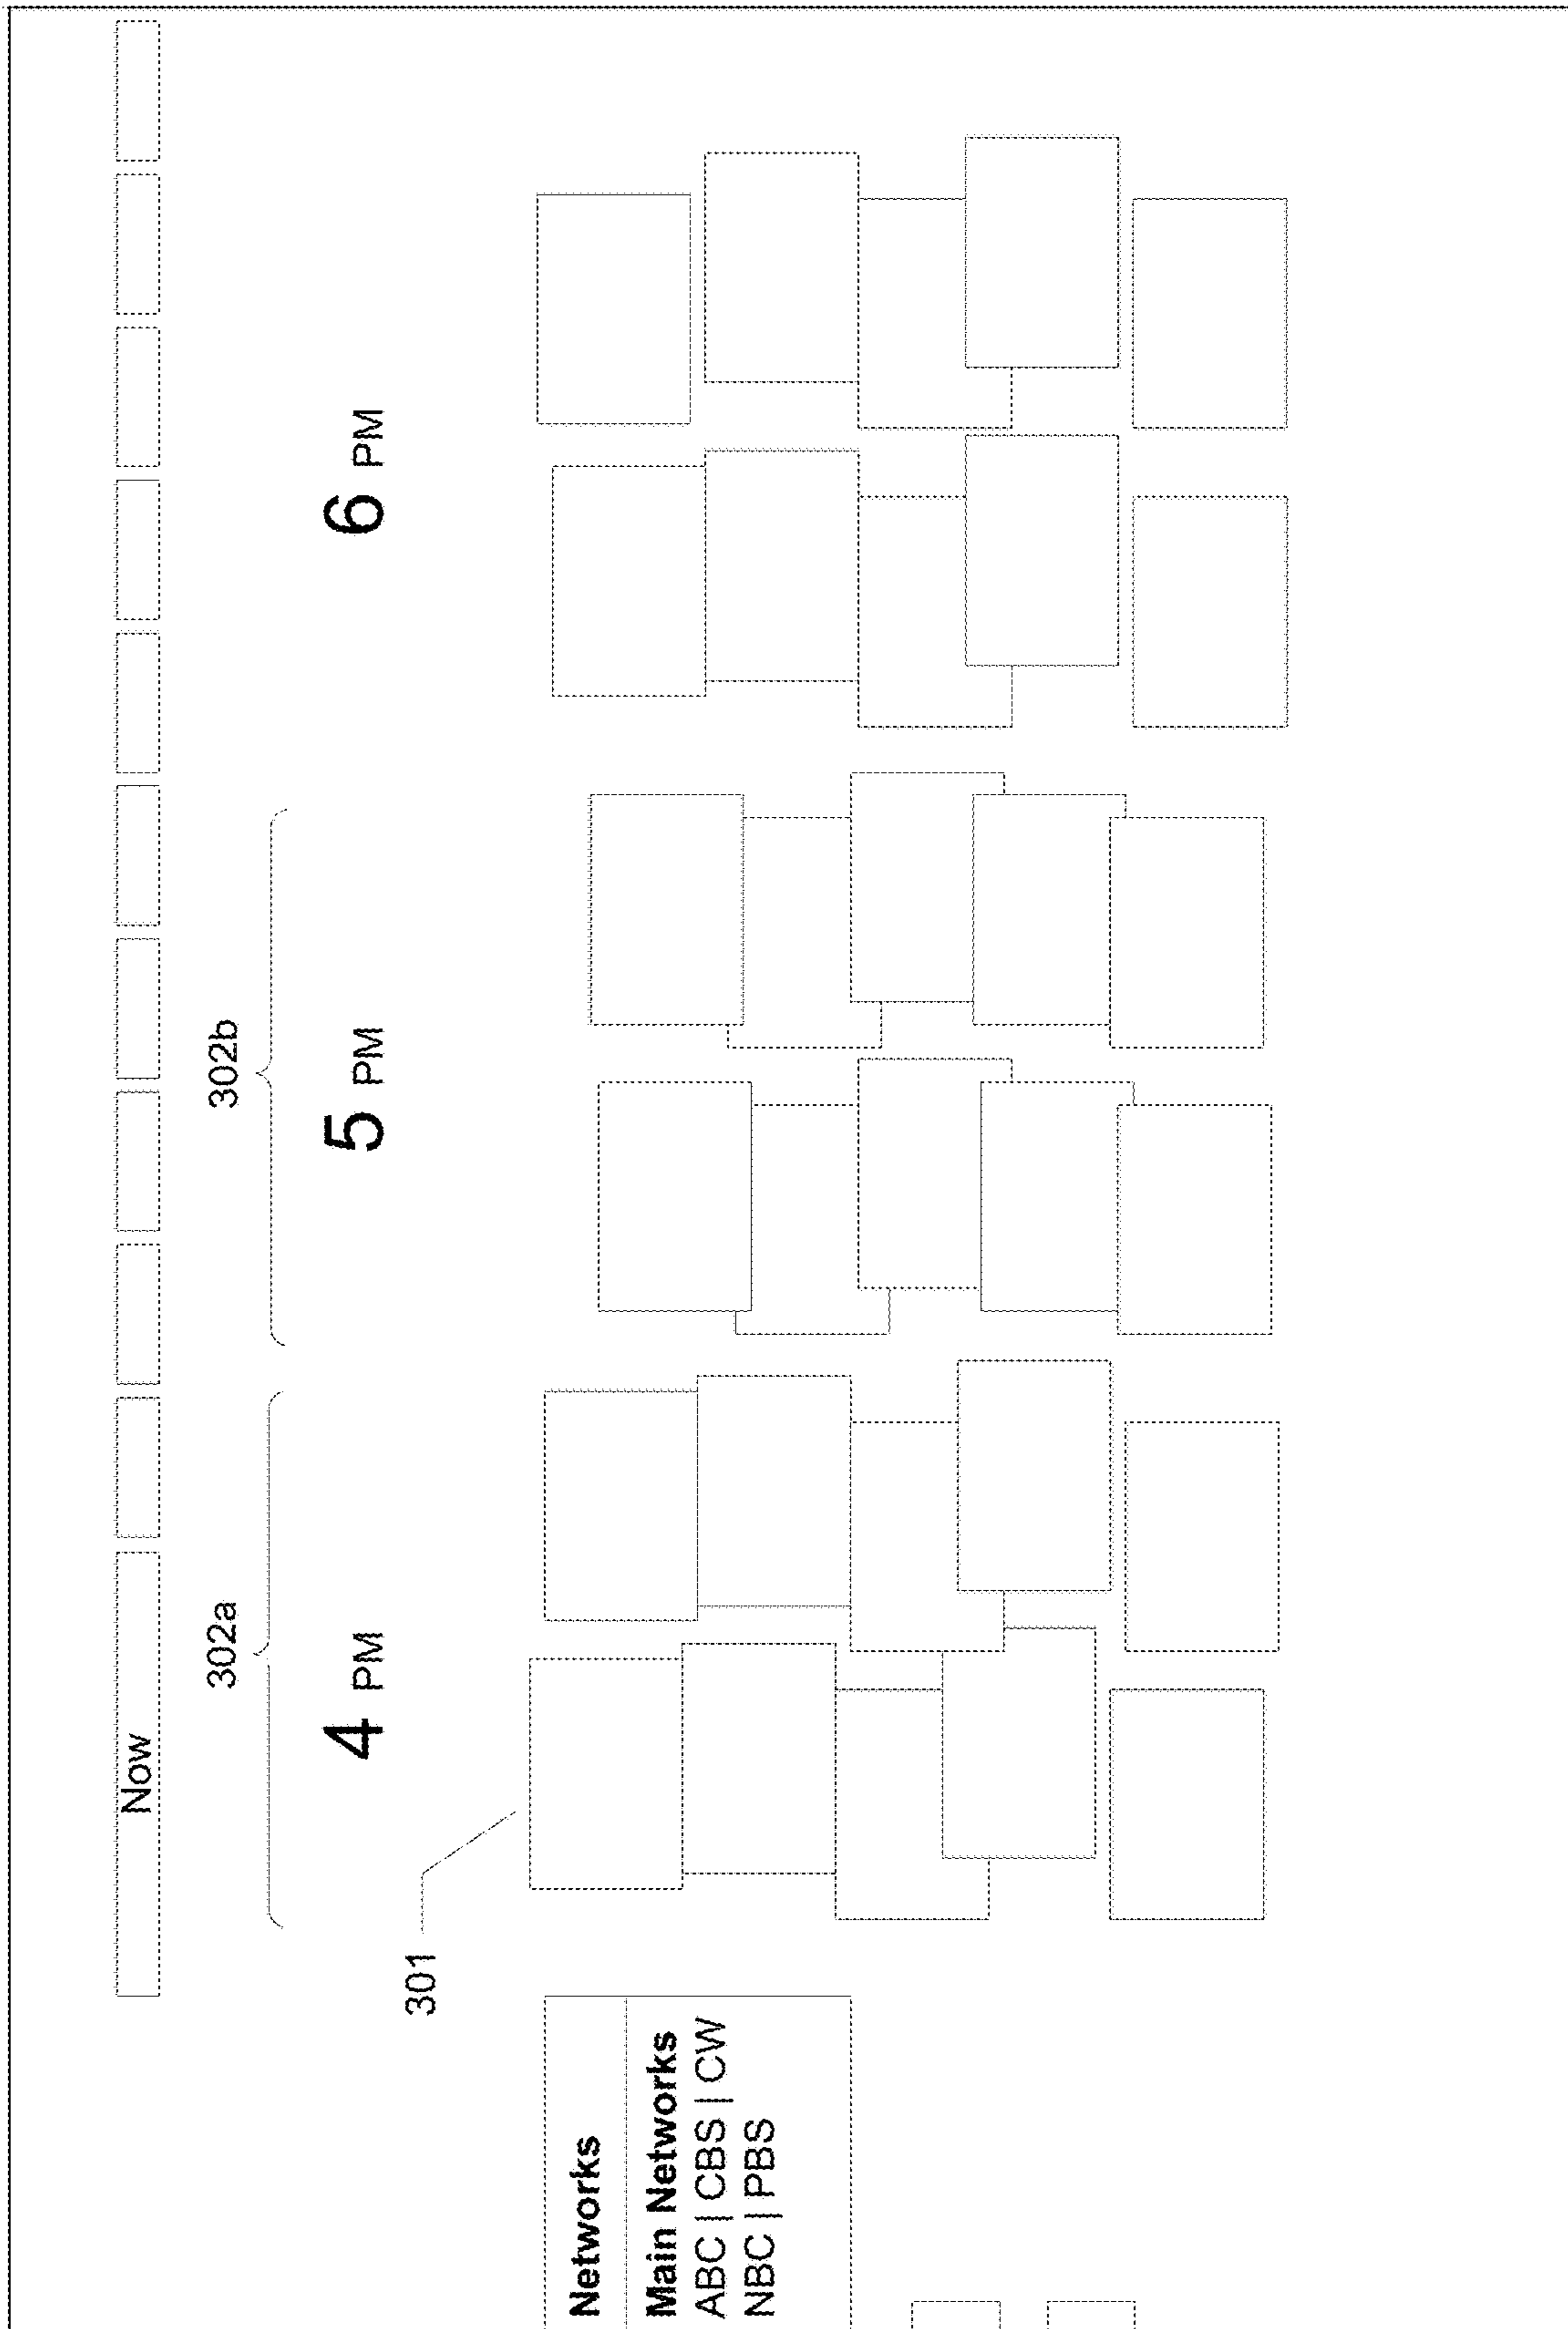 Now
302a
302b
4 PM
5 PM
6 PM
301
Networks
Main Networks
ABC | CBS | CW
NBC | PBS